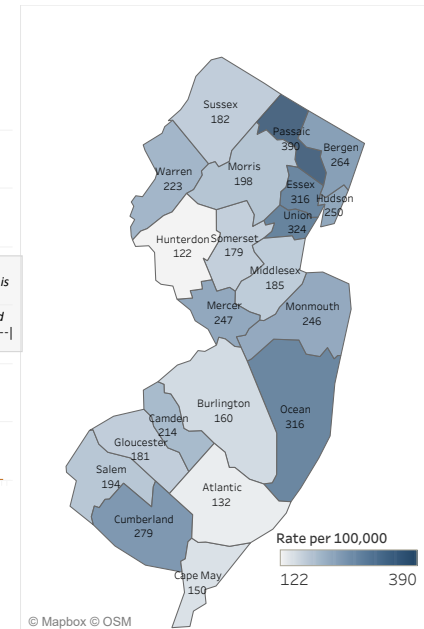 Sussex
182
Passaic
390
Bergen
264
Warren
223
Morris
198
Essex
316
Hudson
250
Union
324
Hunterdon
122
Somerset
179
Middlesex
185
Mercer
247
Monmouth
246
is
d
--|
Burlington
160
Ocean
316
Camden
214
Gloucester
181
Salem
194
Atlantic
132
Cumberland
279
Cape May
150
Rate per 100,000
122 390
© Mapbox © OSM